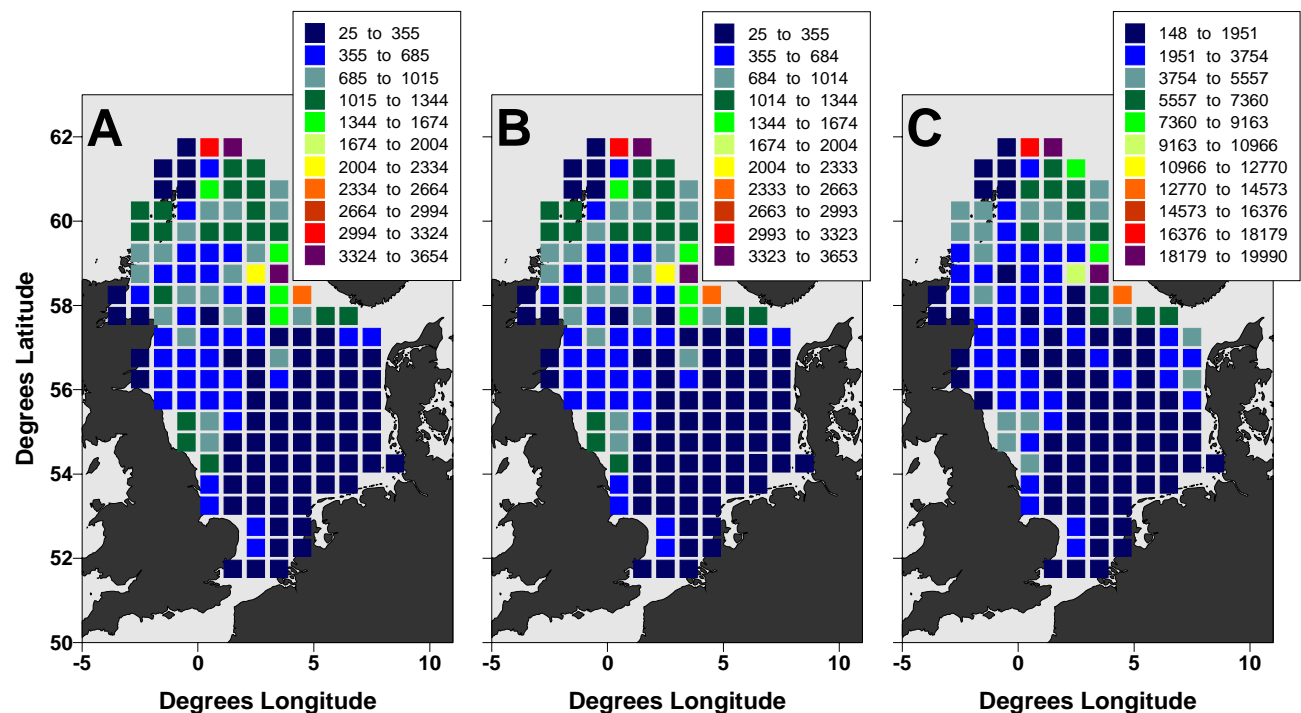 A
25 to 355
355 to 685
685 to 1015
1015 to 1344
1344 to 1674
1674 to 2004
2004 to 2334
2334 to 2664
2664 to 2994
2994 to 3324
3324 to 3654
B
25 to 355
355 to 684
684 to 1014
1014 to 1344
1344 to 1674
1674 to 2004
2004 to 2333
2333 to 2663
2663 to 2993
2993 to 3323
3323 to 3653
C
148 to 1951
1951 to 3754
3754 to 5557
5557 to 7360
7360 to 9163
9163 to 10966
10966 to 12770
12770 to 14573
14573 to 16376
16376 to 18179
18179 to 19990
Degrees Latitude
62
60
58
56
54
52
50
-5 0 5 10
-5 0 5 10
-5 0 5 10
Degrees Longitude
Degrees Longitude
Degrees Longitude